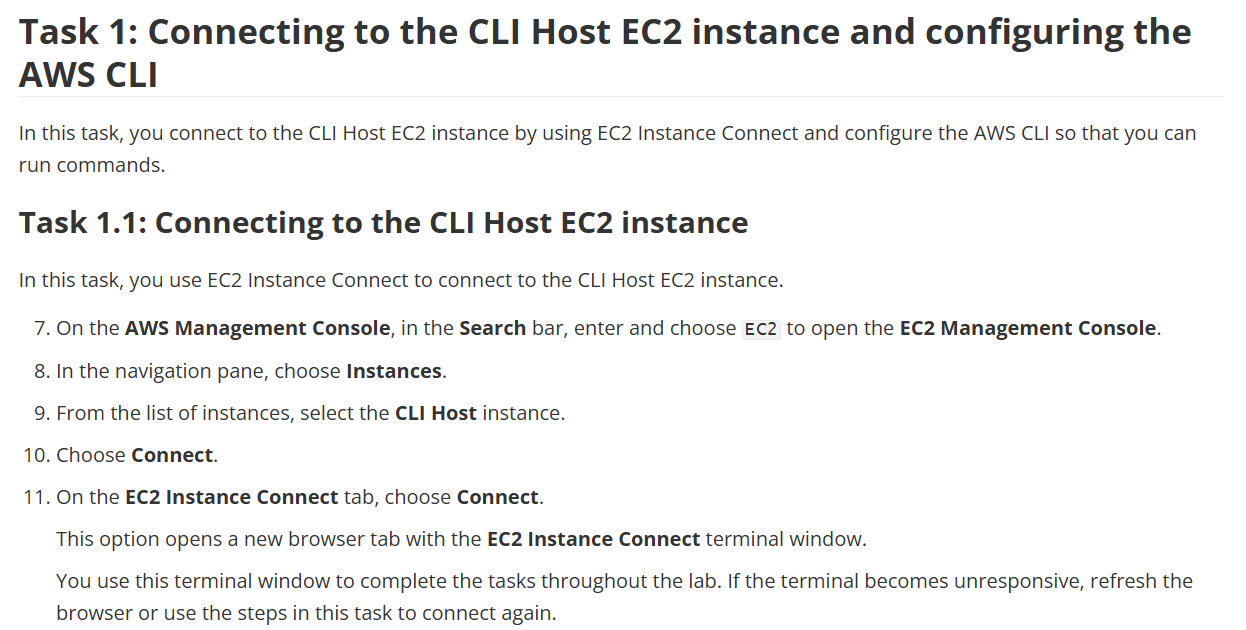 Task 1: Connecting to the CLI Host EC2 instance and configuring the
AWS CLI
In this task, you connect to the CLI Host EC2 instance by using EC2 Instance Connect and configure the AWS CLI so that you can
run commands.
Task 1.1: Connecting to the CLI Host EC2 instance
In this task, you use EC2 Instance Connect to connect to the CLI Host EC2 instance.
7. On the AWS Management Console, in the Search bar, enter and choose EC2 to open the EC2 Management Console.
8. In the navigation pane, choose Instances.
9. From the list of instances, select the CLI Host instance.
10. Choose Connect.
11. On the EC2 Instance Connect tab, choose Connect.
This option opens a new browser tab with the EC2 Instance Connect terminal window.
You use this terminal window to complete the tasks throughout the lab. If the terminal becomes unresponsive, refresh the
browser or use the steps in this task to connect again.